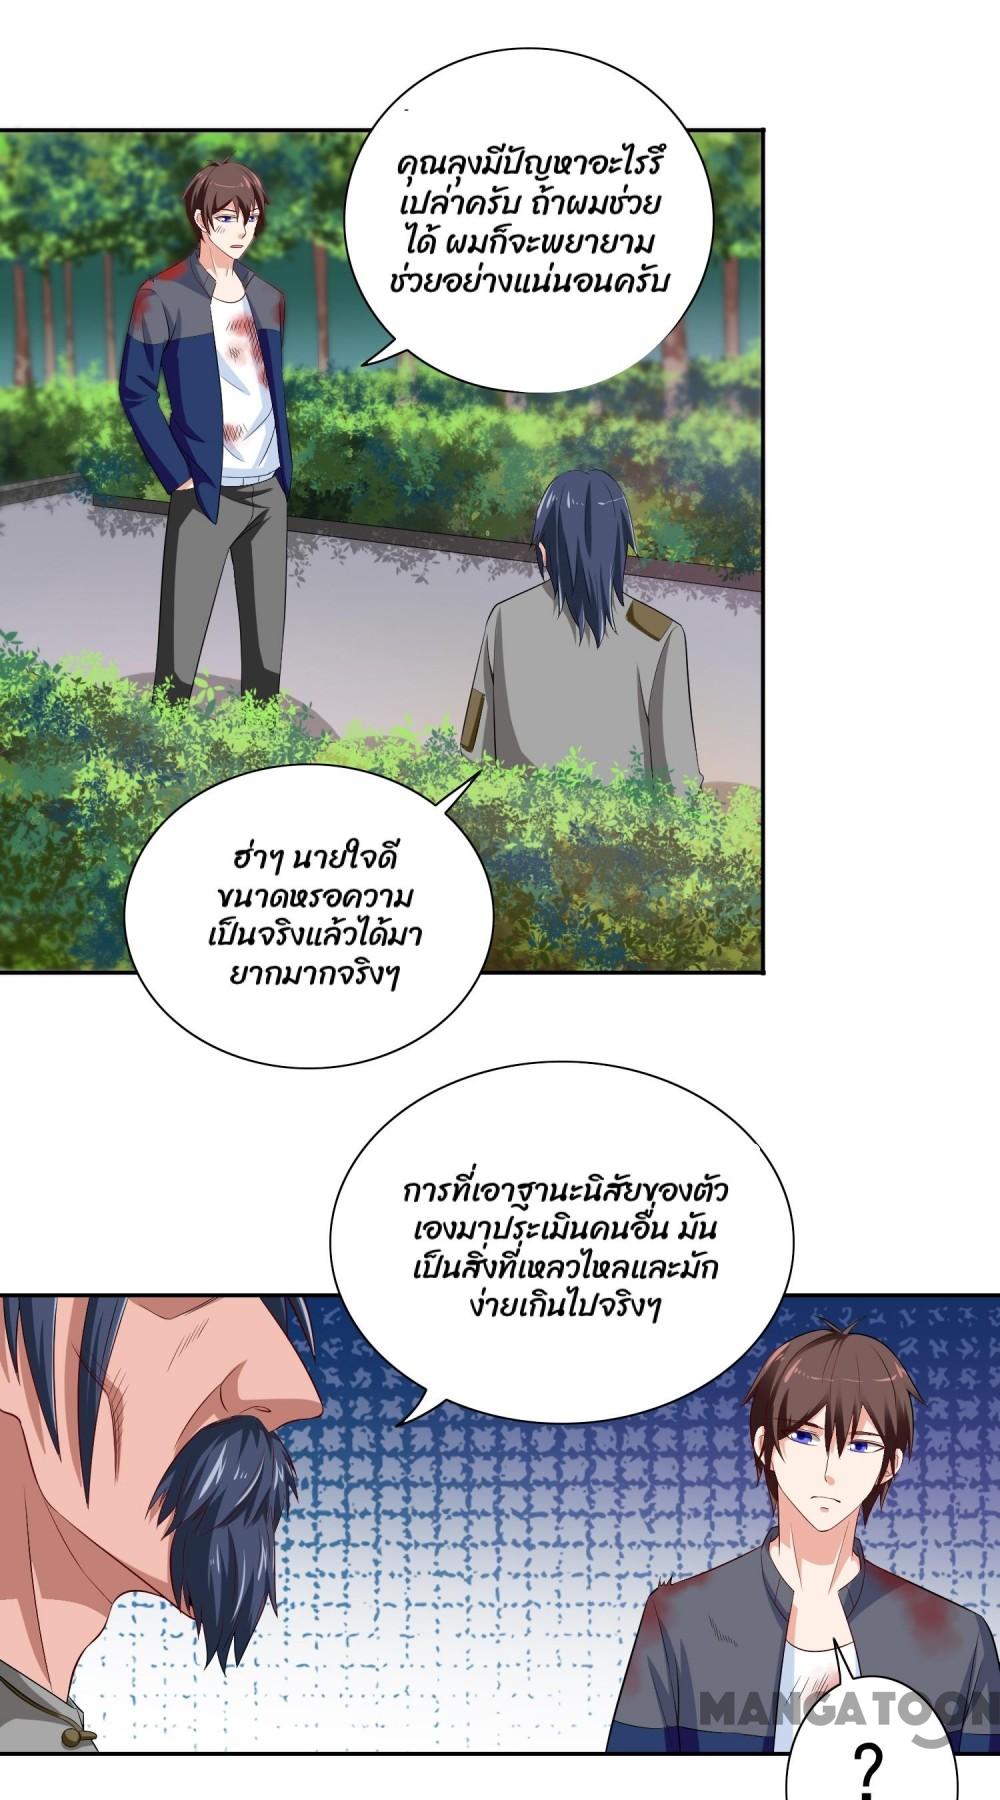 คุณลุงมีปัญหาอะไรรึ
เปล่าครับ ถ้าผมช่วย
ได้ ผมก็จะพยายาม
ช่วยอย่างแน่นอนครับ
ฮ่าๆ นายใจดี
ขนาดหรอความ
เป็นจริงแล้วได้มา
ยากมากจริงๆ
การที่เอาฐานะนิสัยของตัว
เองมาประเมินคนอื่น มัน
เป็นสิ่งที่เหลวไหลและมัก
ง่ายเกินไปจริงๆ
MANGATOON
?